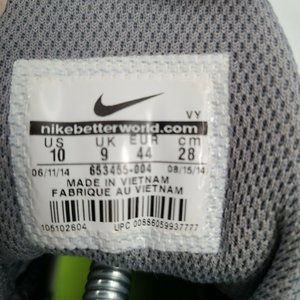 VY
nikebetterworld.com
US UK EUR cm
10 9 44 28
06/11/14 653455-004 08/15/14
MADE IN VIETNAM
FABRIQUE AU VIETNAM
105102604 UPC 00886059937777